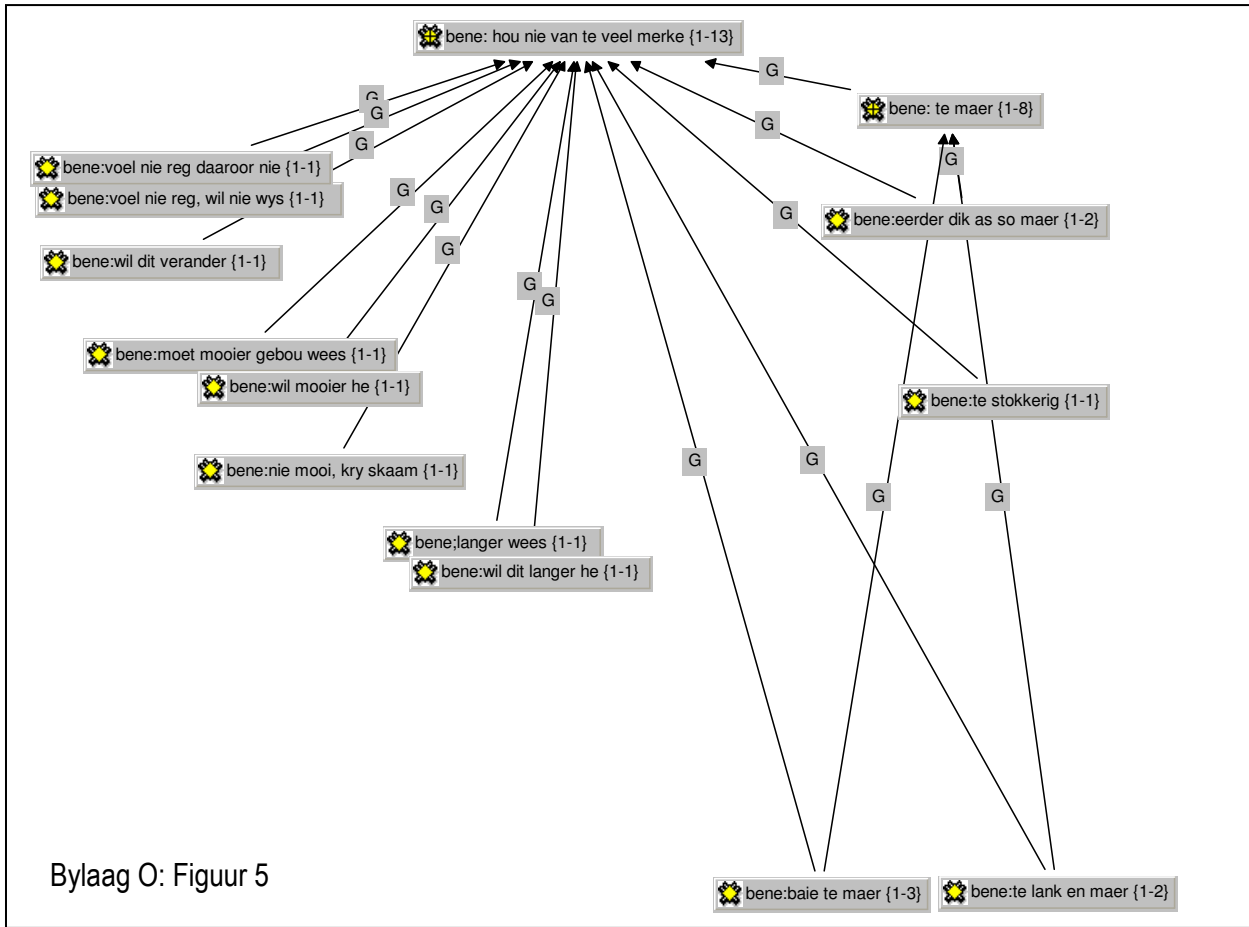 bene: hou nie van te veel merke {1-13}
G
bene: te maer {1-8}
G
G
G
G
G
bene:voel nie reg daaroor nie {1-1}
bene:voel nie reg, wil nie wys {1-1}
G
G
G
G
bene:eerder dik as so maer {1-2}
G
bene:wil dit verander {1-1}
G
G
G
bene:moet mooier gebou wees {1-1}
bene:wil mooier he {1-1}
bene:te stokkerig {1-1}
bene:nie mooi, kry skaam {1-1}
G
G
G
G
bene;langer wees {1-1}
bene:wil dit langer he {1-1}
Bylaag O: Figuur 5
bene:baie te maer {1-3}
bene:te lank en maer {1-2}